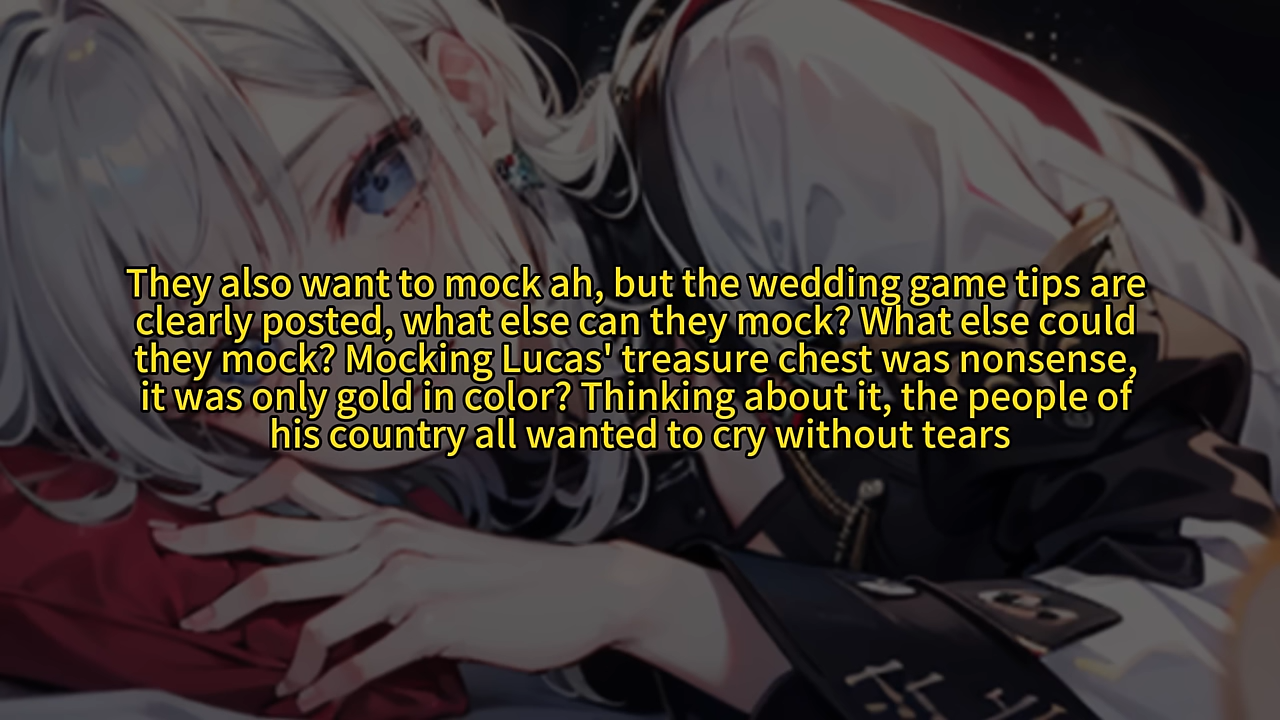 They also want to mock ah, but the wedding game tips are
clearly posted, what else can they mock? What else could
they mock? Mocking Lucas' treasure chest was nonsense,
it was only gold in color? Thinking about it, the people of
his country all wanted to cry without tears